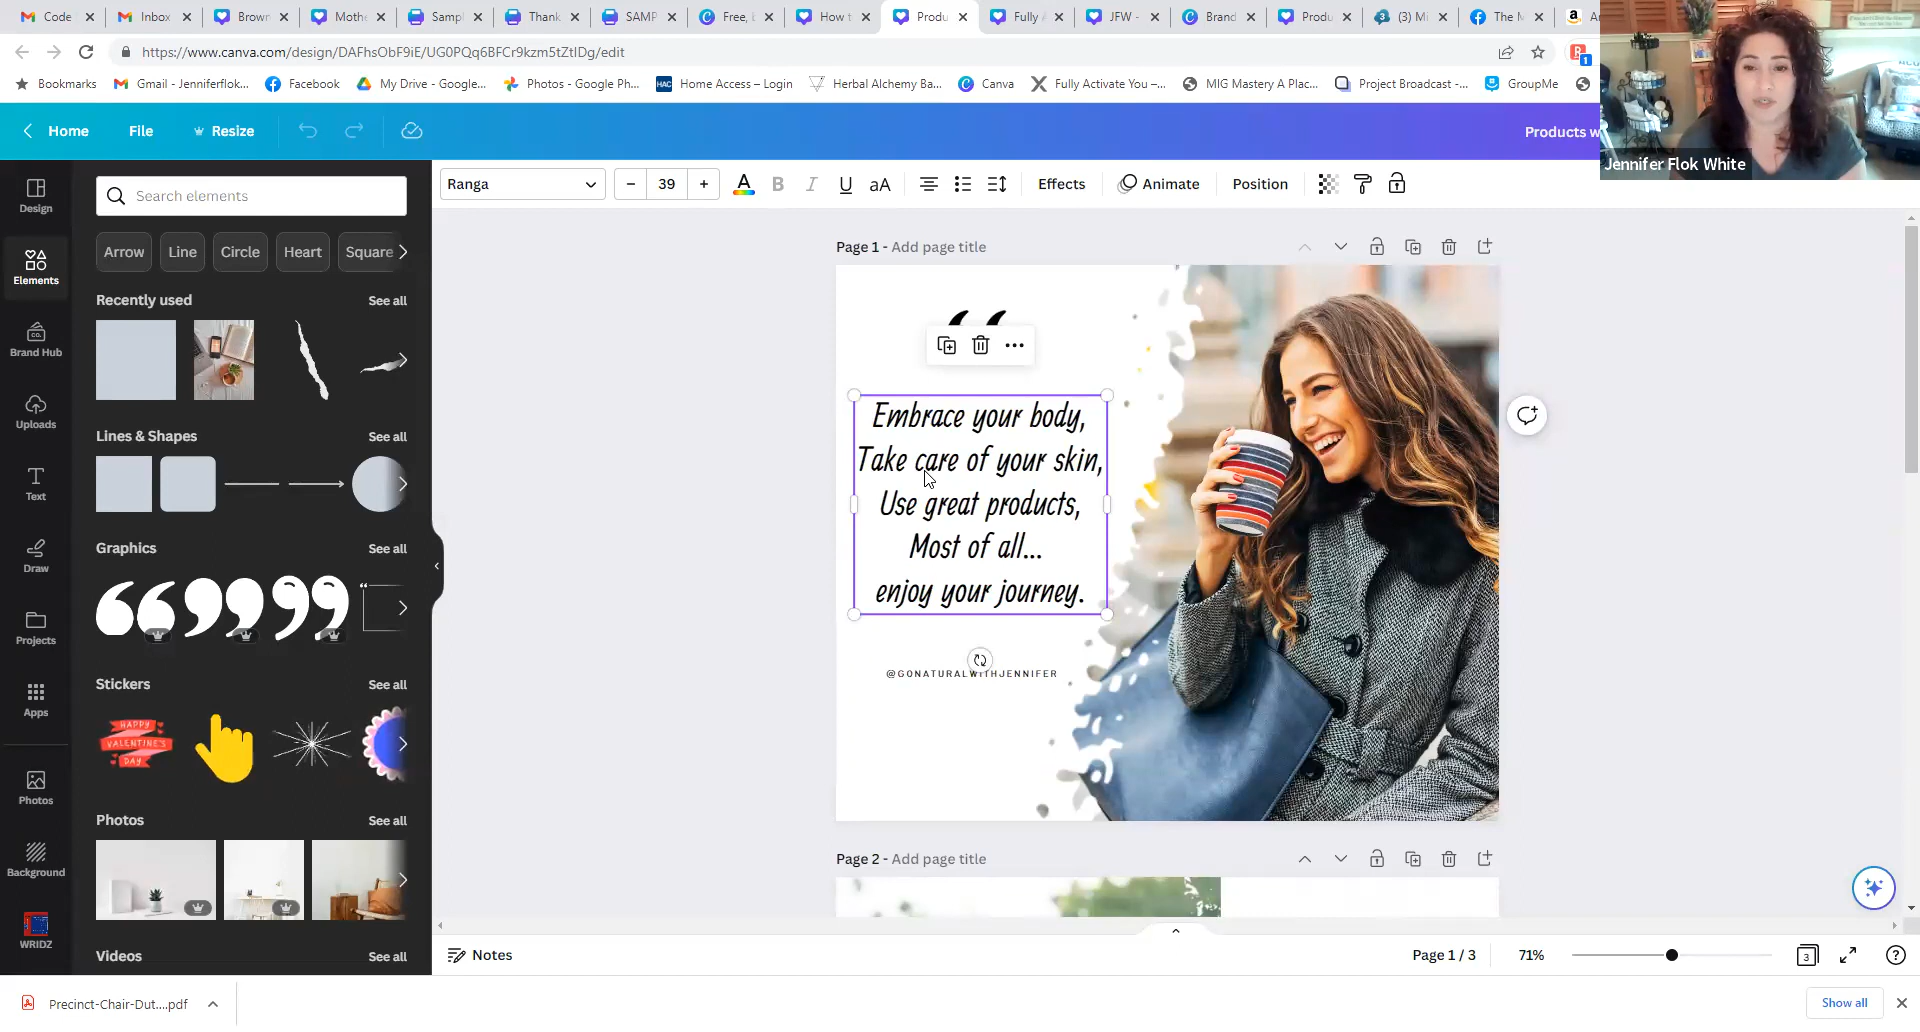 Code
Inbox
Brown
Mothe
Sampl
Thank
SAMP
Free, b
How t
Produ
Fully A
JFW -
Brand
Produ
(3) Mi
The M
https://www.canva.com/design/DAFhsObF9iE/UG0PQq6BFCr9kzm5tZtIDg/edit
Bookmarks
Gmail - Jenniferflok...
Facebook
My Drive - Google...
Photos - Google Ph...
HAC
Home Access – Login
Herbal Alchemy Ba...
Canva
Fully Activate You –...
MIG Mastery A Plac...
Project Broadcast -...
GroupMe
Jennifer Flok White
Home
File
Resize
Products w
Design
Elements
Brand Hub
Uploads
Text
Draw
Projects
Apps
Photos
Background
WRIDZ
Search elements
Arrow
Line
Circle
Heart
Square
Recently used
See all
Lines & Shapes
See all
Graphics
See all
Stickers
See all
HAPPY
VALENTINE'S
DAY
Photos
See all
Videos
See all
Ranga
39
aA
Effects
Animate
Position
Page 1 - Add page title
Embrace your body,
Take care of your skin,
Use great products,
Most of all...
enjoy your journey.
@GONATURALWITHJENNIFER
Page 2 - Add page title
Notes
Page 1 / 3
71%
3
Precinct-Chair-Dut....pdf
Show all